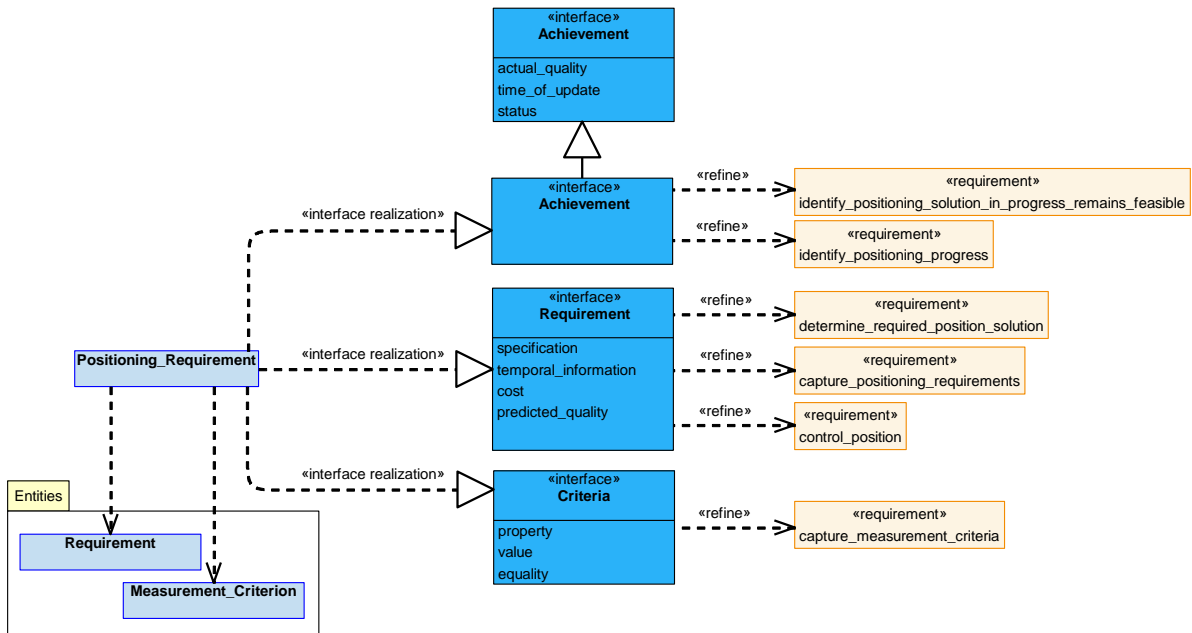 «interface»
Achievement
actual_quality
time_of_update
status
«interface»
Achievement
«refine»
«requirement»
identify_positioning_solution_in_progress_remains_feasible
«interface realization»
«refine»
«requirement»
identify_positioning_progress
«interface»
Requirement
specification
temporal_information
cost
predicted_quality
«refine»
«requirement»
determine_required_position_solution
Positioning_Requirement
«interface realization»
«refine»
«requirement»
capture_positioning_requirements
«refine»
«requirement»
control_position
«interface realization»
«interface»
Criteria
property
value
equality
«refine»
«requirement»
capture_measurement_criteria
Entities
Requirement
Measurement_Criterion